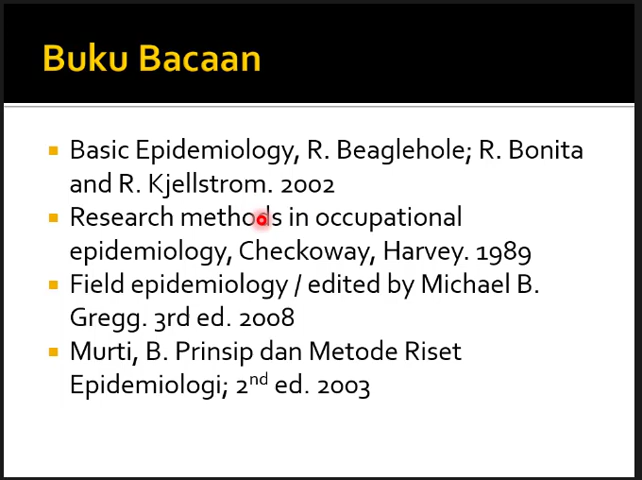 Buku Bacaan
Basic Epidemiology, R. Beaglehole; R. Bonita
and R. Kjellstrom. 2002
Research methods in occupational
epidemiology, Checkoway, Harvey. 1989
Field epidemiology / edited by Michael B.
Gregg. 3rd ed. 2008
Murti, B. Prinsip dan Metode Riset
Epidemiologi; 2nd ed. 2003